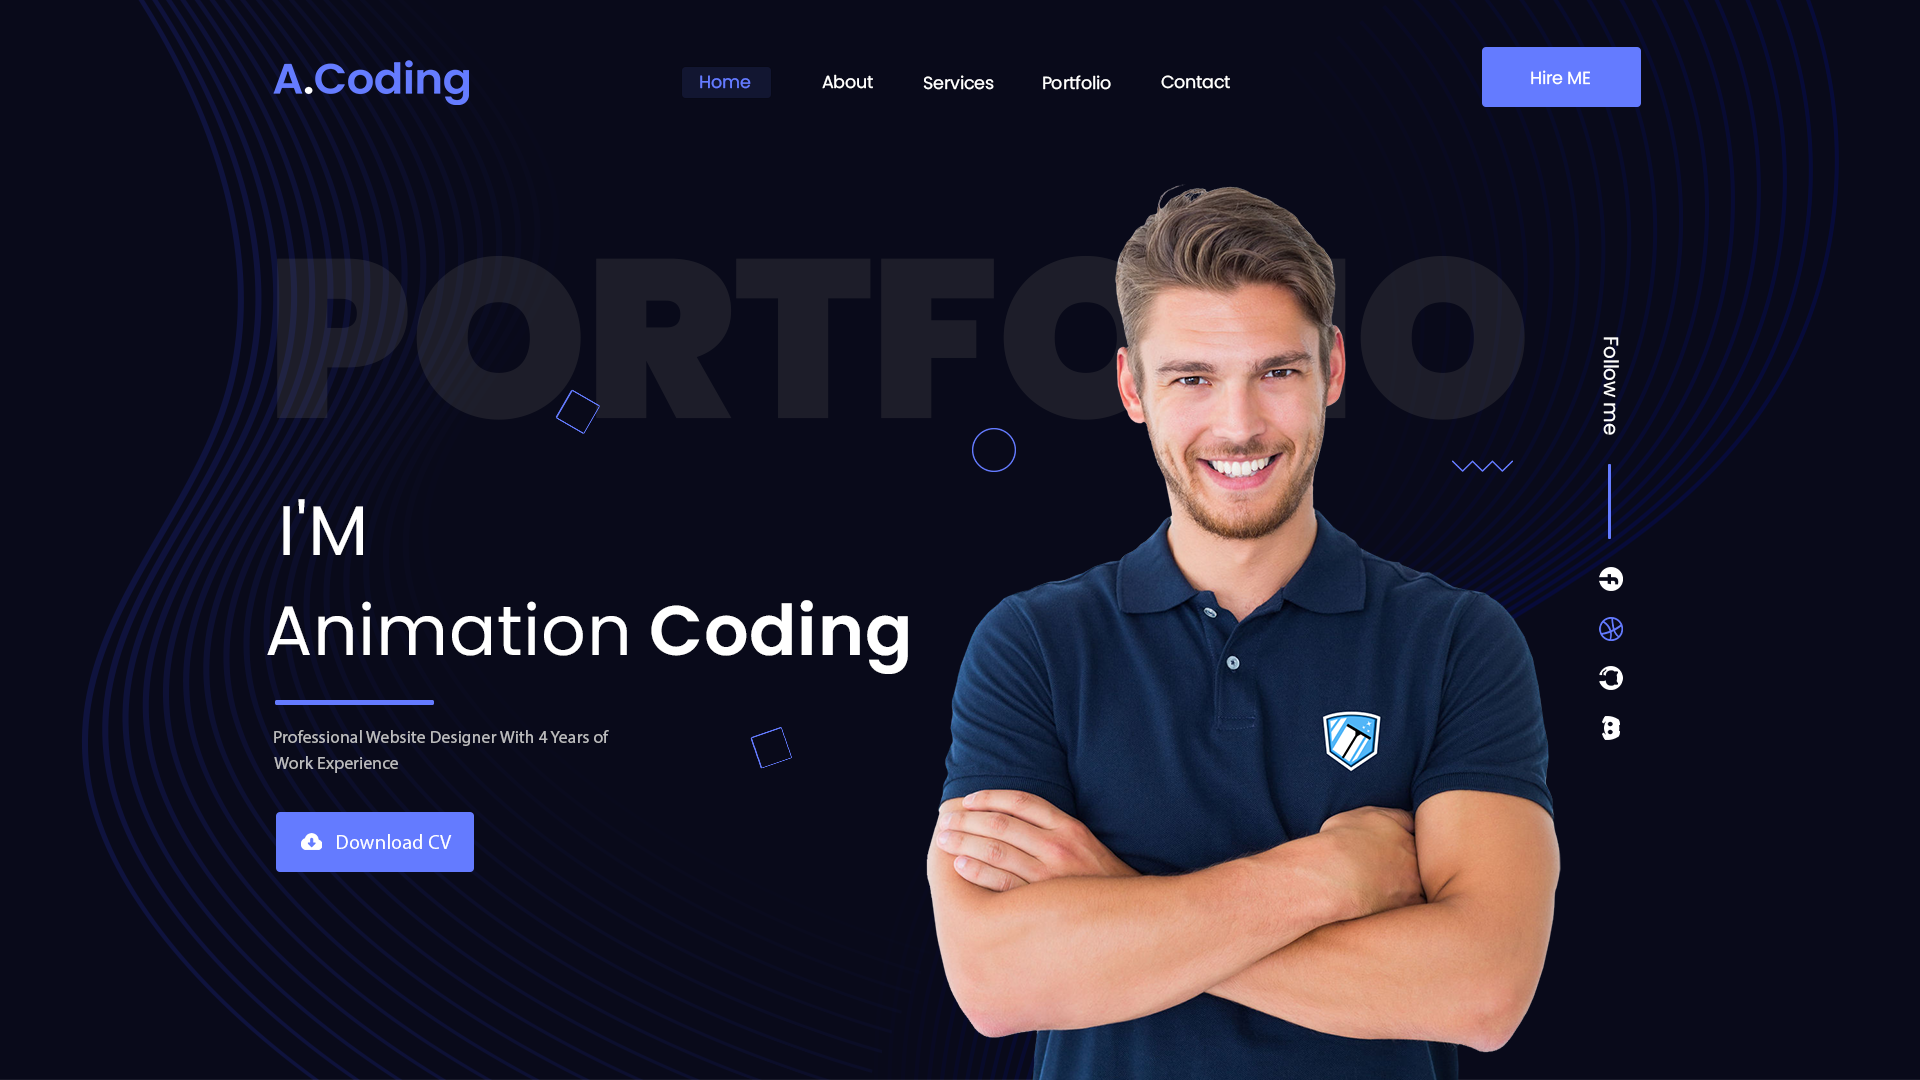 A.Coding
Home
About
Services
Portfolio
Contact
Hire ME
PORTFOLIO
Follow me
I'M
Animation Coding
Professional Website Designer With 4 Years of
Work Experience
Download CV